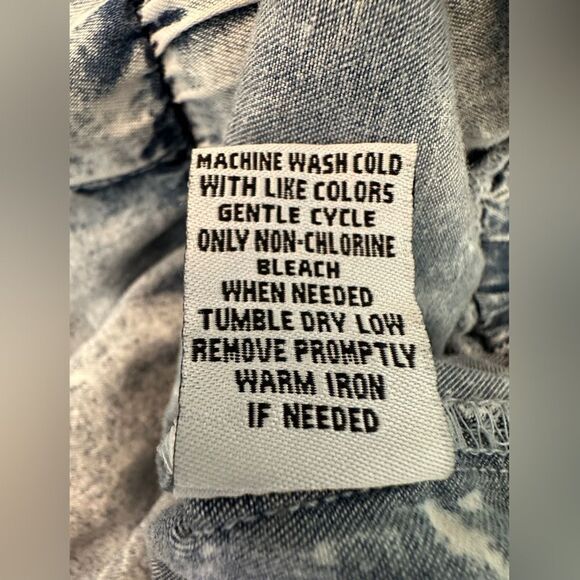 MACHINE WASH COLD
WITH LIKE COLORS
GENTLE CYCLE
ONLY NON-CHLORINE
BLEACH
WHEN NEEDED
TUMBLE DRY LOW
REMOVE PROMPTLY
WARM IRON
IF NEEDED